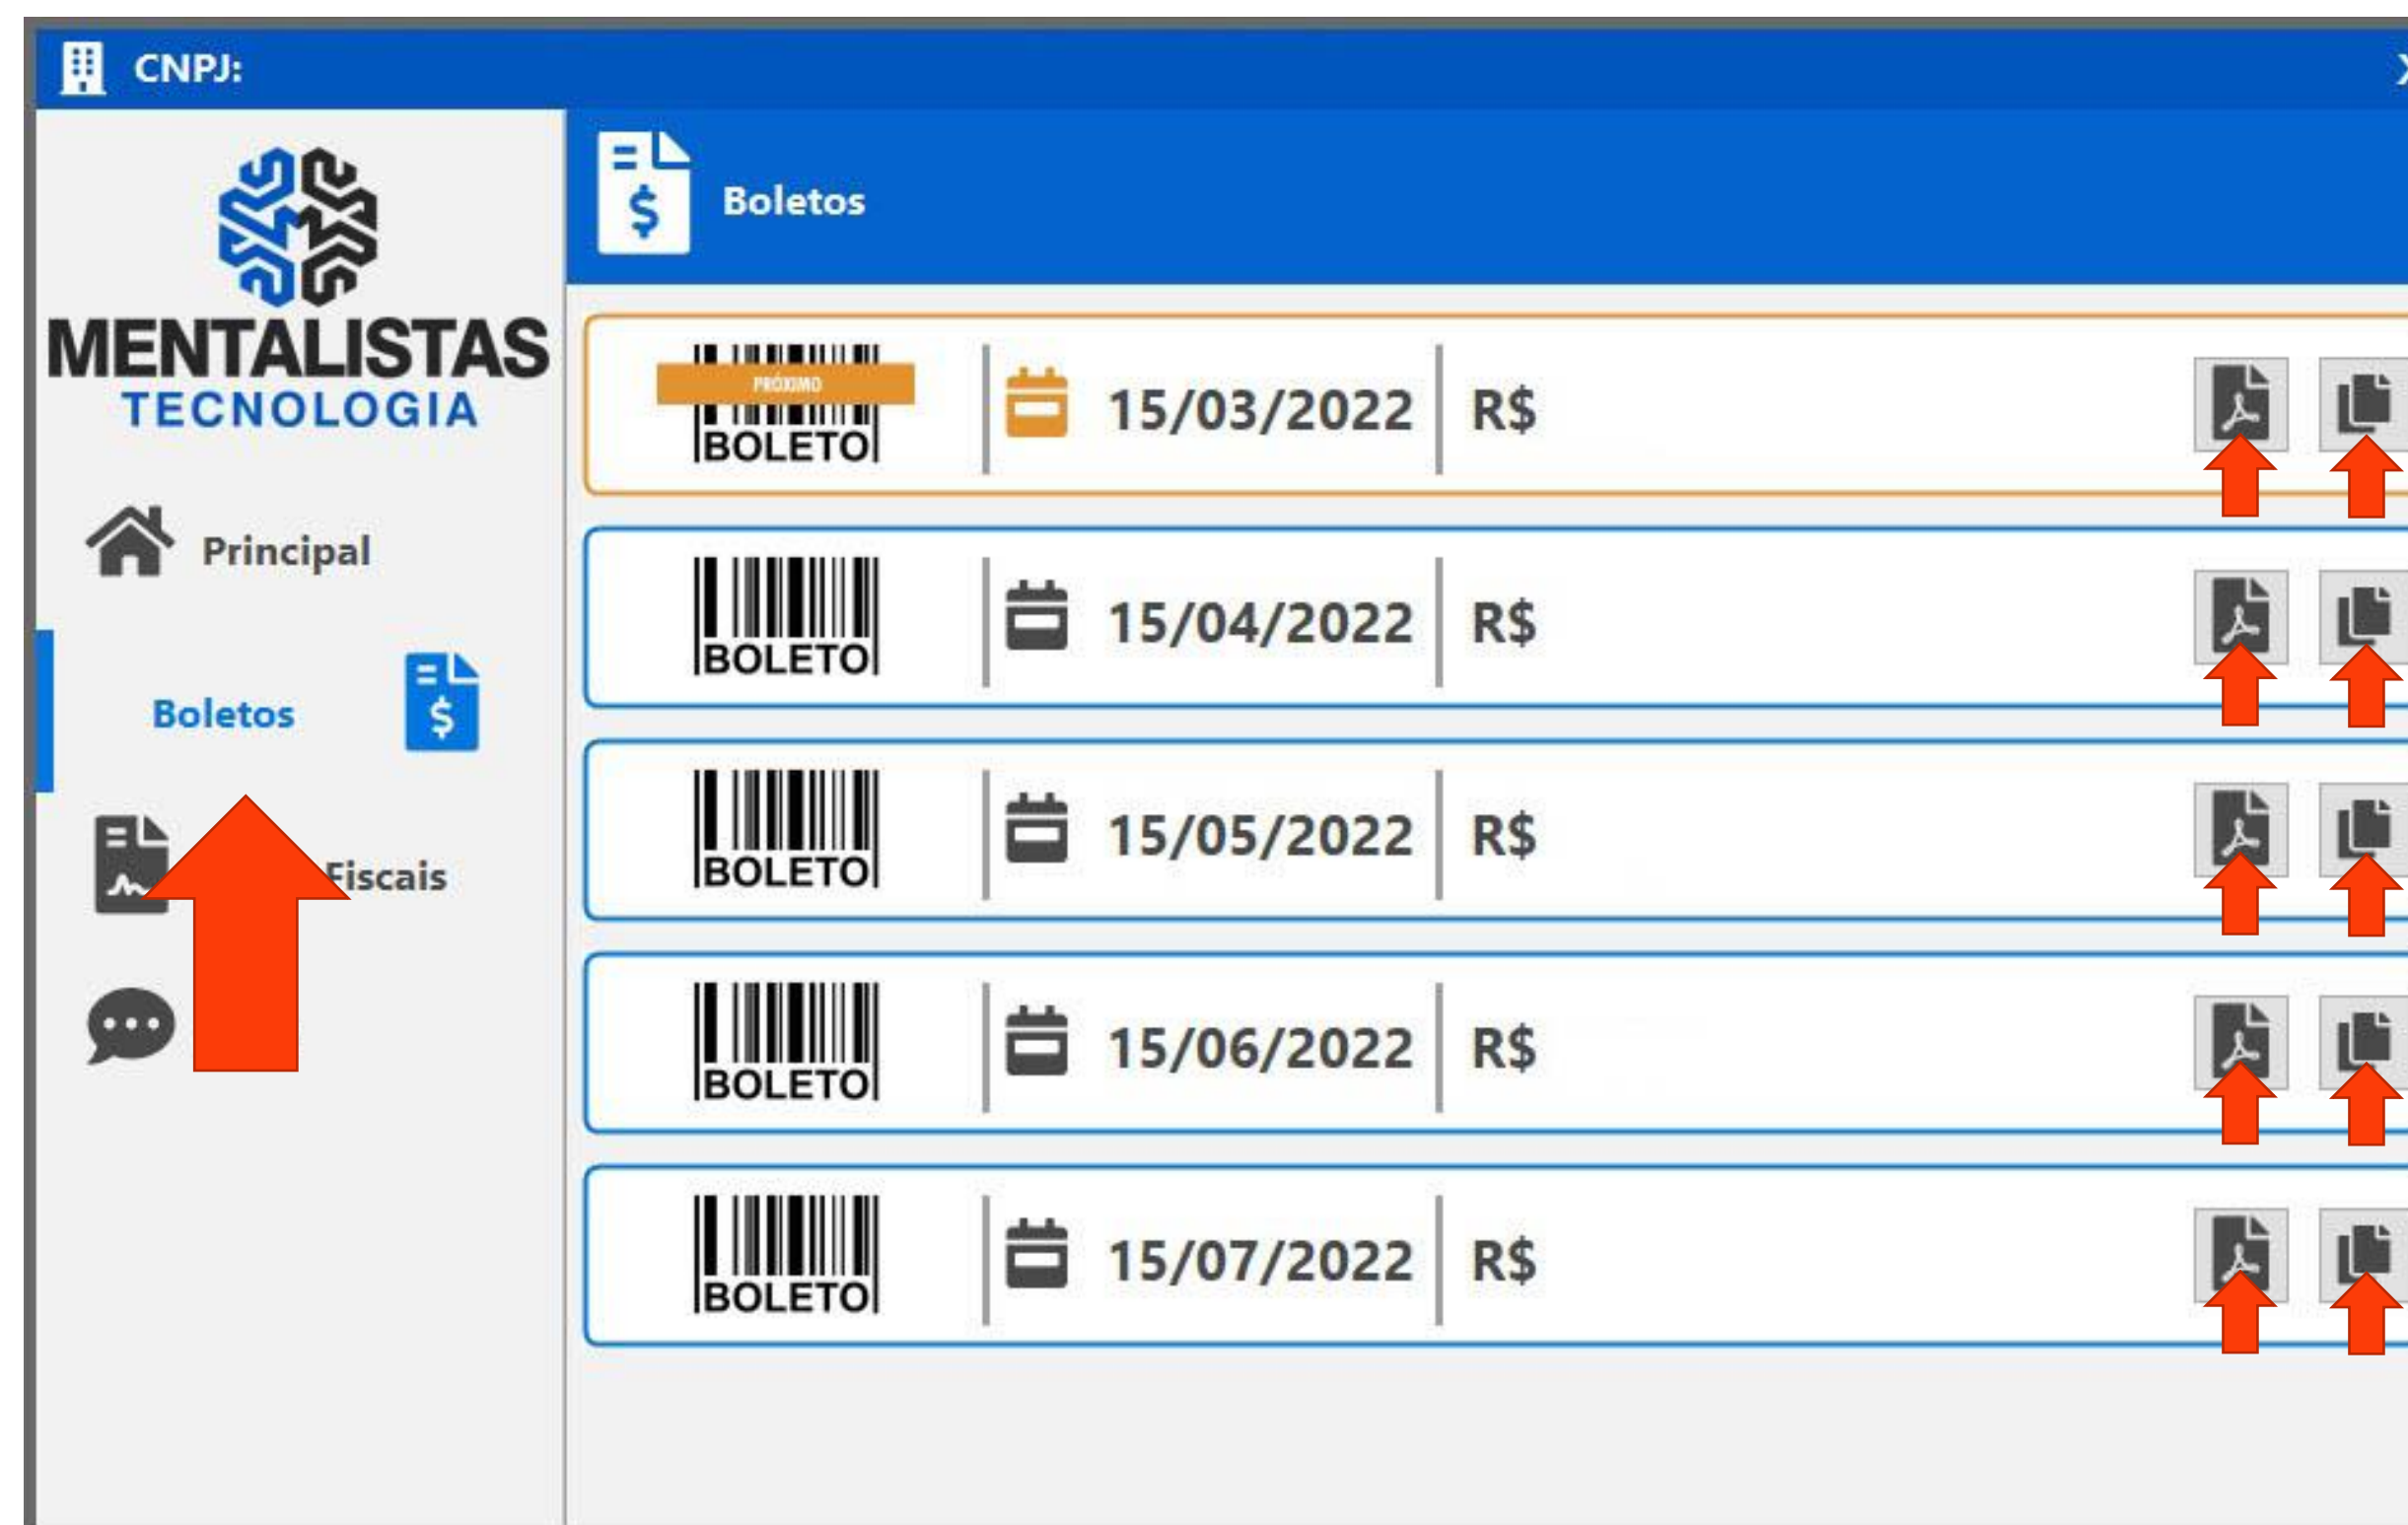 CNPJ:
X
MENTALISTAS
TECNOLOGIA
Principal
Boletos
Fiscais
Boletos
PRÓXIMO
BOLETO
15/03/2022
R$
BOLETO
15/04/2022
R$
BOLETO
15/05/2022
R$
BOLETO
15/06/2022
R$
BOLETO
15/07/2022
R$